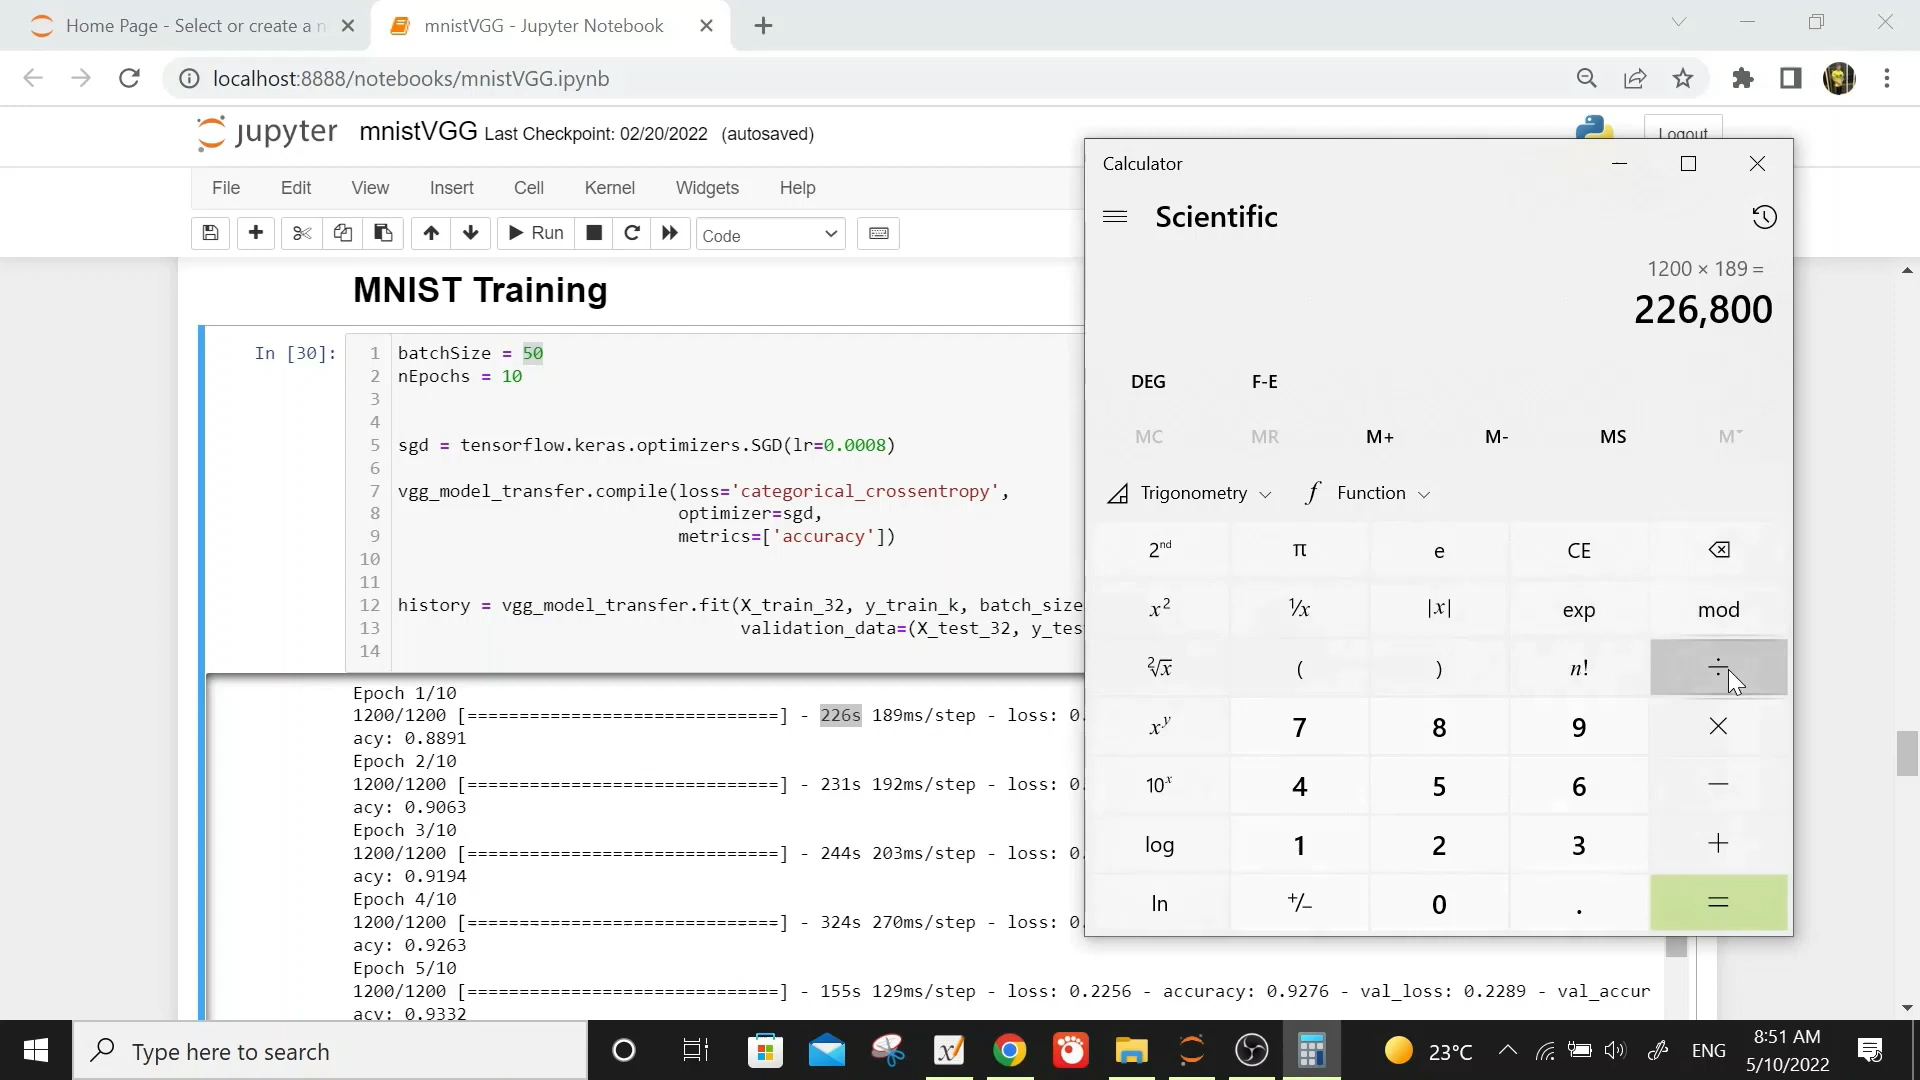 Home Page - Select or create a n
mnistVGG - Jupyter Notebook
localhost:8888/notebooks/mnistVGG.ipynb
jupyter mnistVGG Last Checkpoint: 02/20/2022 (autosaved)
Logout
File Edit View Insert Cell Kernel Widgets Help
Run
Code
MNIST Training
In [30]:
1 batchSize = 50
2 nEpochs = 10
3
4
5 sgd = tensorflow.keras.optimizers.SGD(lr=0.0008)
6
7 vgg_model_transfer.compile(loss='categorical_crossentropy',
8 optimizer=sgd,
9 metrics=['accuracy'])
10
11
12 history = vgg_model_transfer.fit(X_train_32, y_train_k, batch_size
13 validation_data=(X_test_32, y_tes
14
Epoch 1/10
1200/1200 [==============================] - 226s 189ms/step - loss: 0.
acy: 0.8891
Epoch 2/10
1200/1200 [==============================] - 231s 192ms/step - loss: 0.
acy: 0.9063
Epoch 3/10
1200/1200 [==============================] - 244s 203ms/step - loss: 0.
acy: 0.9194
Epoch 4/10
1200/1200 [==============================] - 324s 270ms/step - loss: 0.
acy: 0.9263
Epoch 5/10
1200/1200 [==============================] - 155s 129ms/step - loss: 0.2256 - accuracy: 0.9276 - val_loss: 0.2289 - val_accur
acy: 0.9332
Calculator
Scientific
1200 × 189 =
226,800
DEG F-E
MC MR M+ M- MS M˅
Trigonometry Function
2nd π e CE
x² ¹/x |x| exp mod
²√x ( ) n! ÷
xʸ 7 8 9 ×
10ˣ 4 5 6 −
log 1 2 3 +
ln +/− 0 . =
Type here to search
23°C
ENG
8:51 AM
5/10/2022